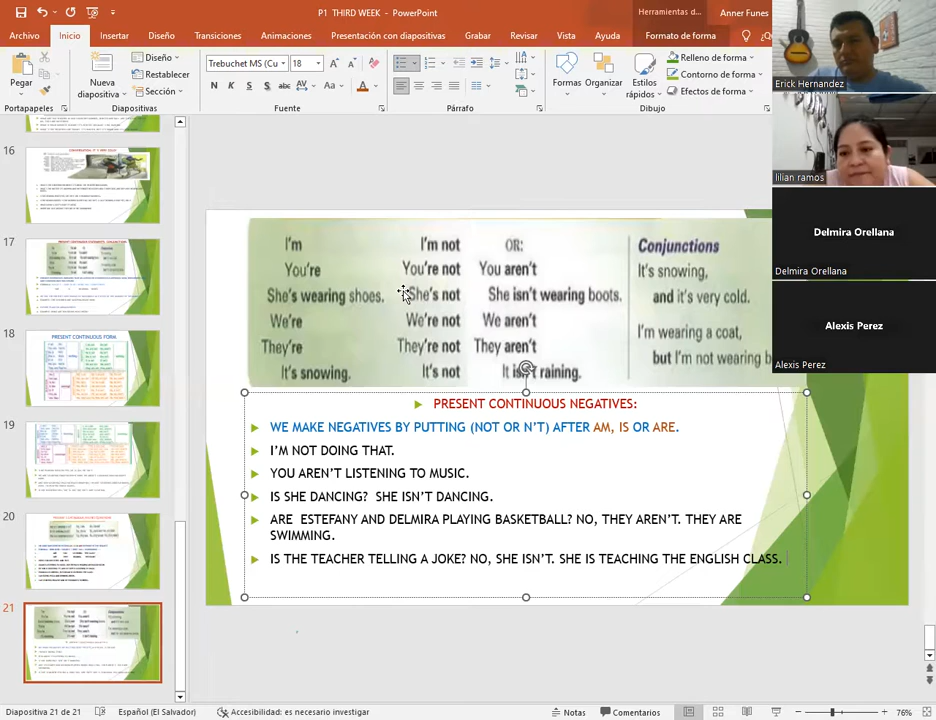 P1 THIRD WEEK - PowerPoint
Herramientas d...
Anner Funes
Archivo
Inicio
Insertar
Diseño
Transiciones
Animaciones
Presentación con diapositivas
Grabar
Revisar
Vista
Ayuda
Formato de forma
Pegar
Nueva
diapositiva
Diseño
Restablecer
Sección
Trebuchet MS (Cu
18
N K S S abc AV Aa A
Formas
Organizar
Estilos
rápidos
Relleno de forma
Contorno de forma
Efectos de forma
Portapapeles
Diapositivas
Fuente
Párrafo
Dibujo
Erick Hernandez
lilian ramos
Delmira Orellana
Delmira Orellana
Alexis Perez
Alexis Perez
16
17
18
PRESENT CONTINUOUS FORM
19
20
21
I'm I'm not OR: Conjunctions
You're You're not You aren't It's snowing,
She's wearing shoes. She's not She isn't wearing boots. and it's very cold.
We're We're not We aren't I'm wearing a coat,
They're They're not They aren't but I'm not wearing b
It's snowing. It's not It isn't raining.
PRESENT CONTINUOUS NEGATIVES:
WE MAKE NEGATIVES BY PUTTING (NOT OR N'T) AFTER AM, IS OR ARE.
I'M NOT DOING THAT.
YOU AREN'T LISTENING TO MUSIC.
IS SHE DANCING? SHE ISN'T DANCING.
ARE ESTEFANY AND DELMIRA PLAYING BASKETBALL? NO, THEY AREN'T. THEY ARE
SWIMMING.
IS THE TEACHER TELLING A JOKE? NO, SHE ISN'T. SHE IS TEACHING THE ENGLISH CLASS.
Diapositiva 21 de 21
Español (El Salvador)
Accesibilidad: es necesario investigar
Notas
Comentarios
76%